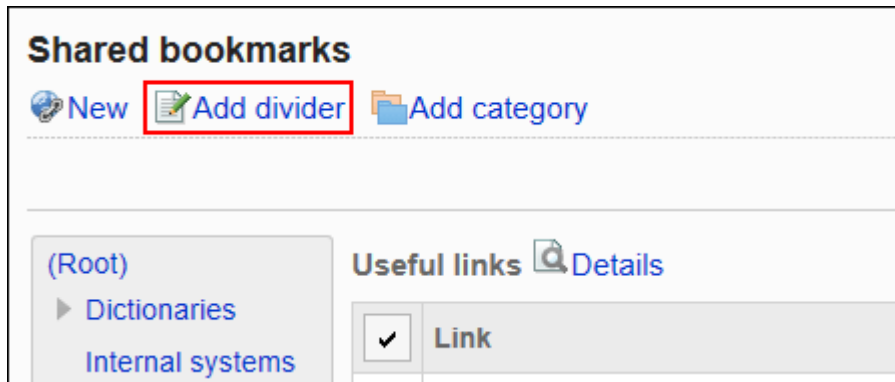 Shared bookmarks
New Add divider Add category
(Root) Useful links Details
Dictionaries
Link
Internal systems